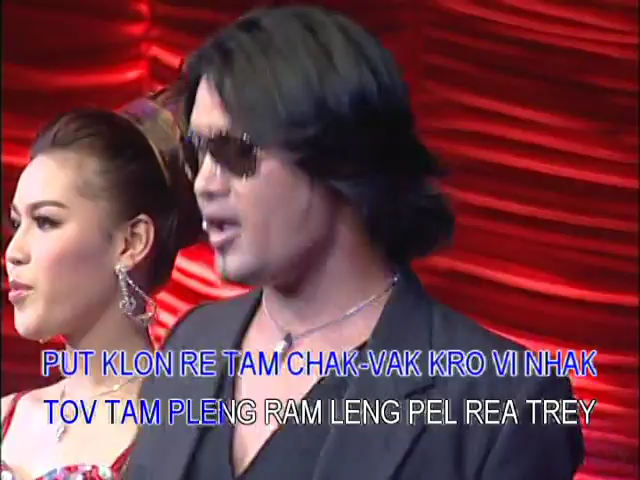 PUT KLON RE TAM CHAK-VAK KRO VI NHAK
TOV TAM PLENG RAM LENG PEL REA TREY